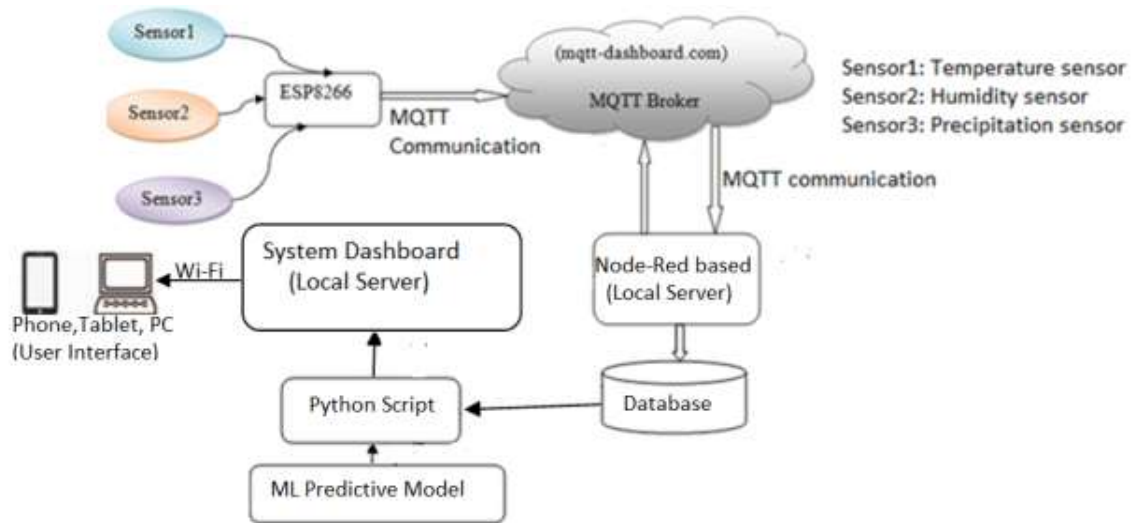 Sensor1
Sensor2
Sensor3
ESP8266
MQTT
Communication
(mqtt-dashboard.com)
MQTT Broker
Sensor1: Temperature sensor
Sensor2: Humidity sensor
Sensor3: Precipitation sensor
MQTT communication
Node-Red based
(Local Server)
Database
System Dashboard
(Local Server)
Wi-Fi
Phone,Tablet, PC
(User Interface)
Python Script
ML Predictive Model